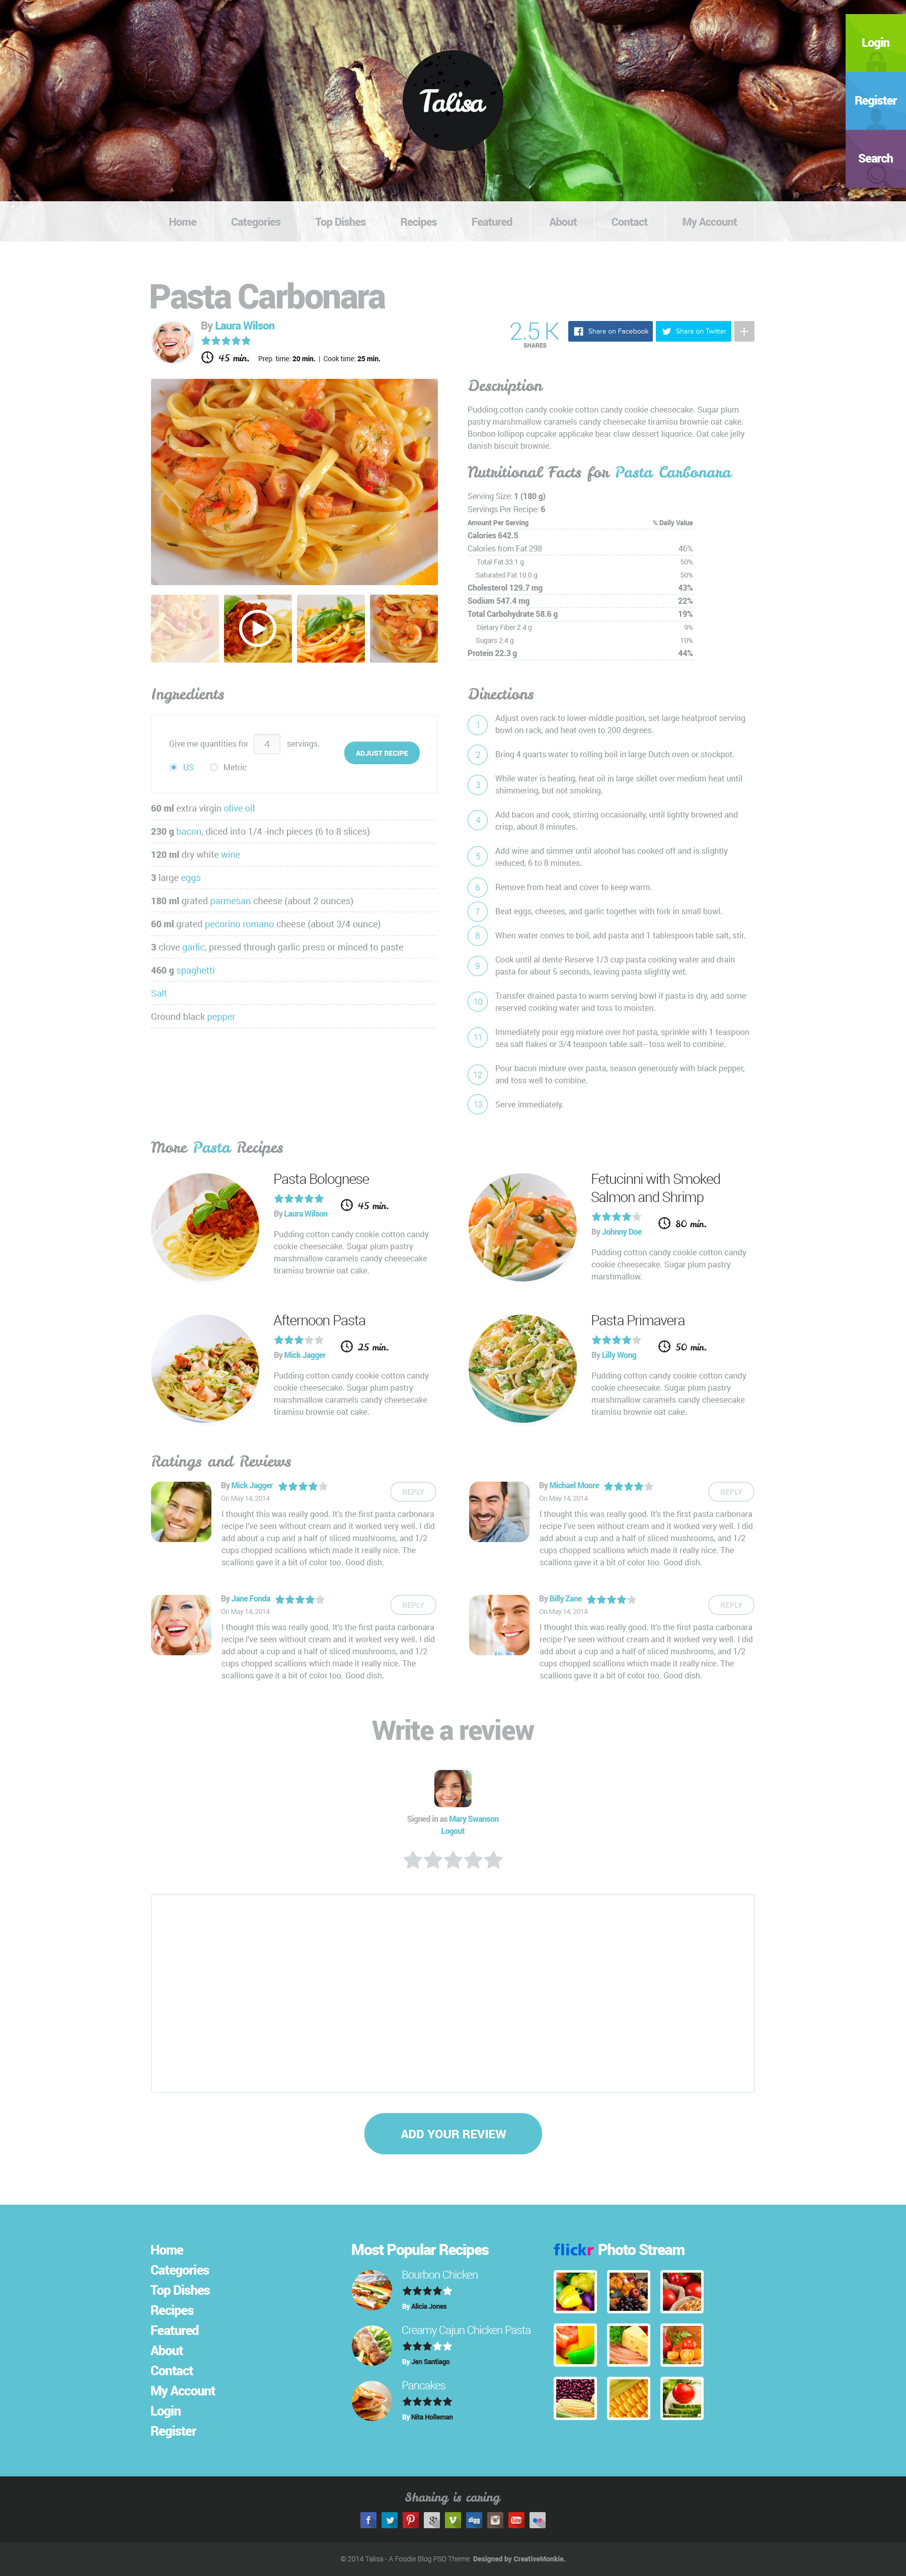 Login
Register
Search
Talisa
Home Categories Top Dishes Recipes Featured About Contact My Account
Pasta Carbonara
By Laura Wilson
45 min. Prep. time: 20 min. | Cook time: 25 min.
2.5 K
SHARES
Share on Facebook
Share on Twitter
+
Description
Pudding cotton candy cookie cotton candy cookie cheesecake. Sugar plum
pastry marshmallow caramels candy cheesecake tiramisu brownie oat cake.
Bonbon lollipop cupcake applicake bear claw dessert liquorice. Oat cake jelly
danish biscuit brownie.
Nutritional Facts for Pasta Carbonara
Serving Size: 1 (180 g)
Servings Per Recipe: 6
Amount Per Serving % Daily Value
Calories 642.5
Calories from Fat 298 46%
Total Fat 33.1 g 50%
Saturated Fat 10.0 g 50%
Cholesterol 129.7 mg 43%
Sodium 547.4 mg 22%
Total Carbohydrate 58.6 g 19%
Dietary Fiber 2.4 g 9%
Sugars 2.4 g 10%
Protein 22.3 g 44%
Ingredients
Give me quantities for 4 servings.
US Metric
ADJUST RECIPE
60 ml extra virgin olive oil
230 g bacon, diced into 1/4 -inch pieces (6 to 8 slices)
120 ml dry white wine
3 large eggs
180 ml grated parmesan cheese (about 2 ounces)
60 ml grated pecorino romano cheese (about 3/4 ounce)
3 clove garlic, pressed through garlic press or minced to paste
460 g spaghetti
Salt
Ground black pepper
Directions
1 Adjust oven rack to lower-middle position, set large heatproof serving
bowl on rack, and heat oven to 200 degrees.
2 Bring 4 quarts water to rolling boil in large Dutch oven or stockpot.
3 While water is heating, heat oil in large skillet over medium heat until
shimmering, but not smoking.
4 Add bacon and cook, stirring occasionally, until lightly browned and
crisp, about 8 minutes.
5 Add wine and simmer until alcohol has cooked off and is slightly
reduced, 6 to 8 minutes.
6 Remove from heat and cover to keep warm.
7 Beat eggs, cheeses, and garlic together with fork in small bowl.
8 When water comes to boil, add pasta and 1 tablespoon table salt, stir.
9 Cook until al dente Reserve 1/3 cup pasta cooking water and drain
pasta for about 5 seconds, leaving pasta slightly wet.
10 Transfer drained pasta to warm serving bowl if pasta is dry, add some
reserved cooking water and toss to moisten.
11 Immediately pour egg mixture over hot pasta, sprinkle with 1 teaspoon
sea salt flakes or 3/4 teaspoon table salt-- toss well to combine.
12 Pour bacon mixture over pasta, season generously with black pepper,
and toss well to combine.
13 Serve immediately.
More Pasta Recipes
Pasta Bolognese
45 min.
By Laura Wilson
Pudding cotton candy cookie cotton candy
cookie cheesecake. Sugar plum pastry
marshmallow caramels candy cheesecake
tiramisu brownie oat cake.
Fetucinni with Smoked
Salmon and Shrimp
80 min.
By Johnny Doe
Pudding cotton candy cookie cotton candy
cookie cheesecake. Sugar plum pastry
marshmallow.
Afternoon Pasta
25 min.
By Mick Jagger
Pudding cotton candy cookie cotton candy
cookie cheesecake. Sugar plum pastry
marshmallow caramels candy cheesecake
tiramisu brownie oat cake.
Pasta Primavera
50 min.
By Lilly Wong
Pudding cotton candy cookie cotton candy
cookie cheesecake. Sugar plum pastry
marshmallow caramels candy cheesecake
tiramisu brownie oat cake.
Ratings and Reviews
By Mick Jagger REPLY
On May 14, 2014
I thought this was really good. It's the first pasta carbonara
recipe I've seen without cream and it worked very well. I did
add about a cup and a half of sliced mushrooms, and 1/2
cups chopped scallions which made it really nice. The
scallions gave it a bit of color too. Good dish.
By Michael Moore REPLY
On May 14, 2014
I thought this was really good. It's the first pasta carbonara
recipe I've seen without cream and it worked very well. I did
add about a cup and a half of sliced mushrooms, and 1/2
cups chopped scallions which made it really nice. The
scallions gave it a bit of color too. Good dish.
By Jane Fonda REPLY
On May 14, 2014
I thought this was really good. It's the first pasta carbonara
recipe I've seen without cream and it worked very well. I did
add about a cup and a half of sliced mushrooms, and 1/2
cups chopped scallions which made it really nice. The
scallions gave it a bit of color too. Good dish.
By Billy Zane REPLY
On May 14, 2014
I thought this was really good. It's the first pasta carbonara
recipe I've seen without cream and it worked very well. I did
add about a cup and a half of sliced mushrooms, and 1/2
cups chopped scallions which made it really nice. The
scallions gave it a bit of color too. Good dish.
Write a review
Signed in as Mary Swanson
Logout
ADD YOUR REVIEW
Home
Categories
Top Dishes
Recipes
Featured
About
Contact
My Account
Login
Register
Most Popular Recipes
Bourbon Chicken
By Alicia Jones
Creamy Cajun Chicken Pasta
By Jen Santiago
Pancakes
By Nita Holleman
flickr Photo Stream
Sharing is caring
© 2014 Talisa - A Foodie Blog PSD Theme. Designed by CreativeMonkie.